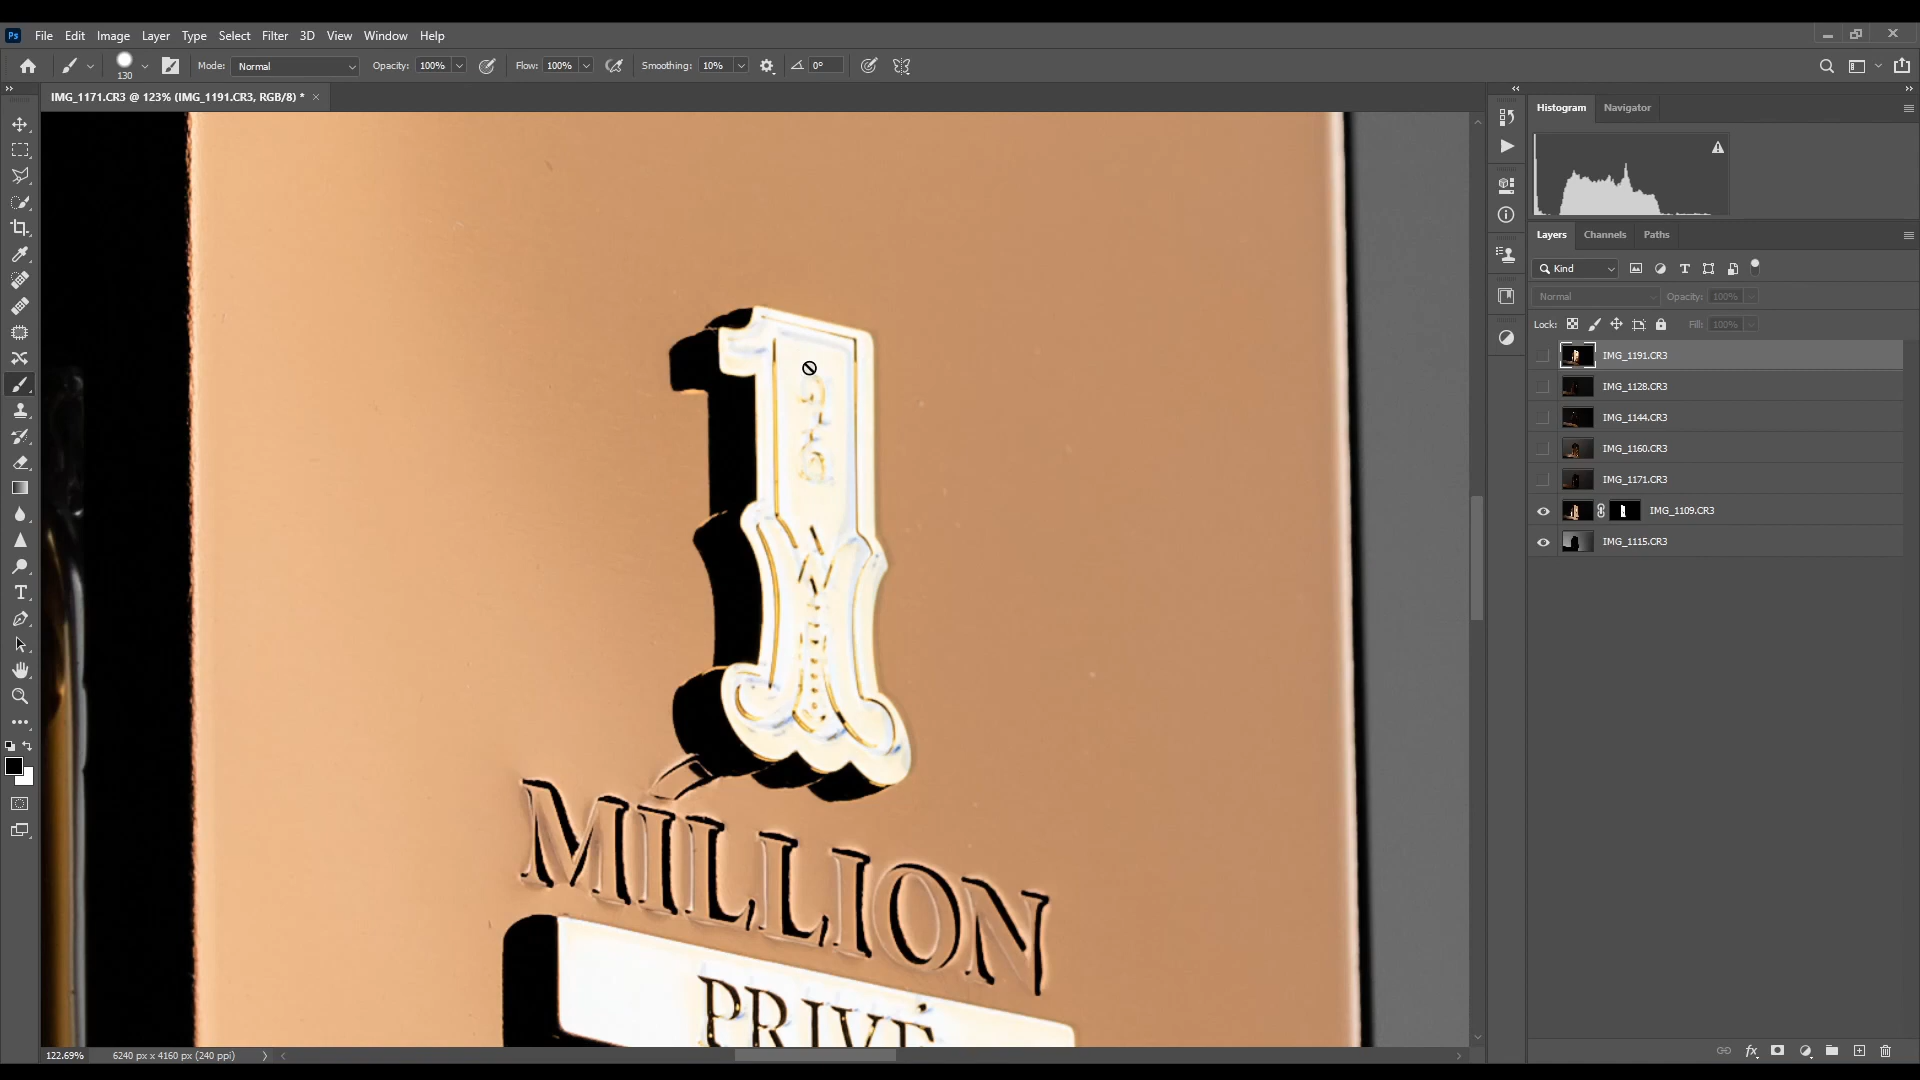 Ps File Edit Image Layer Type Select Filter 3D View Window Help
130 Mode: Normal Opacity: 100% Flow: 100% Smoothing: 10% 0°
IMG_1171.CR3 @ 123% (IMG_1191.CR3, RGB/8) * ×
Histogram Navigator
Layers Channels Paths
Kind
Normal Opacity: 100%
Lock: Fill: 100%
IMG_1191.CR3
IMG_1128.CR3
IMG_1144.CR3
IMG_1160.CR3
IMG_1171.CR3
IMG_1109.CR3
IMG_1115.CR3
1
MILLION
PRIVÉ
122.69% 6240 px x 4160 px (240 ppi)